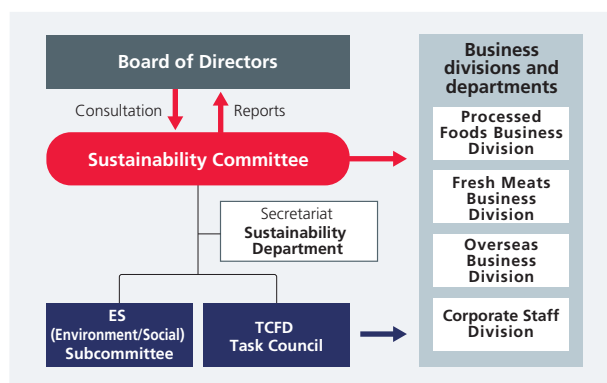 Board of Directors
Consultation
Reports
Sustainability Committee
Secretariat
Sustainability
Department
ES
(Environment/Social)
Subcommittee
TCFD
Task Council
Business
divisions and
departments
Processed
Foods Business
Division
Fresh Meats
Business
Division
Overseas
Business
Division
Corporate Staff
Division